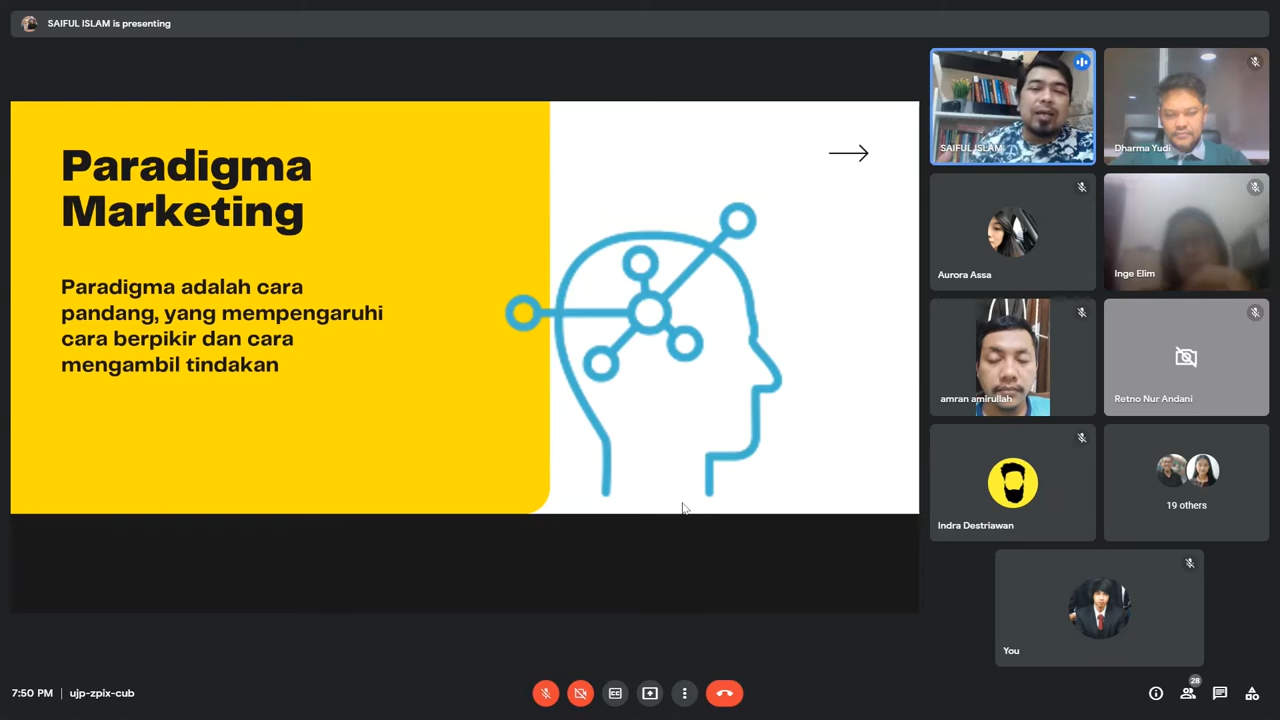 SAIFUL ISLAM is presenting
Paradigma
Marketing
Paradigma adalah cara
pandang, yang mempengaruhi
cara berpikir dan cara
mengambil tindakan
SAIFUL ISLAM
Dharma Yudi
Aurora Assa
Inge Elim
amran amirullah
Retno Nur Andani
Indra Destriawan
19 others
You
7:50 PM | ujp-zpix-cub
28